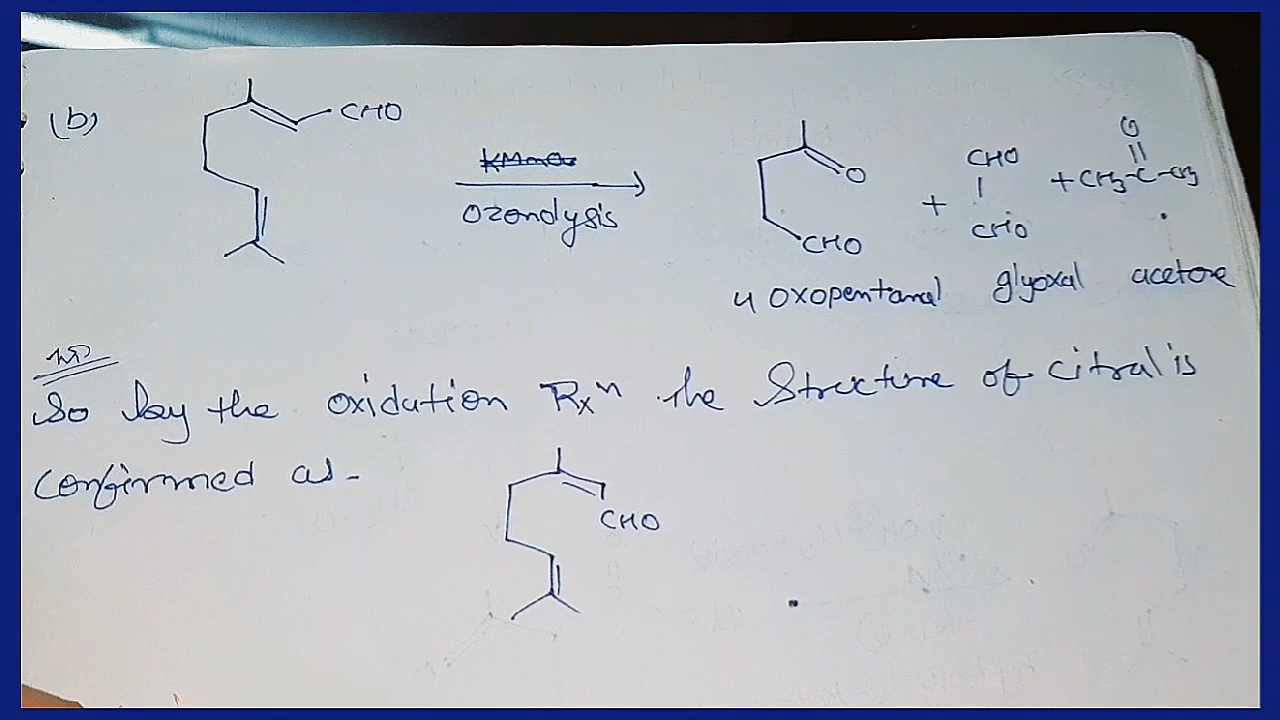 (b)
CHO
KMnO₄
Ozonolysis
O
CHO
+
CHO
CHO
+ CH₃-C-CH₃
O
4 oxopentanal glyoxal acetone
So by the oxidation Rxⁿ the Structure of citral is
confirmed as -
CHO